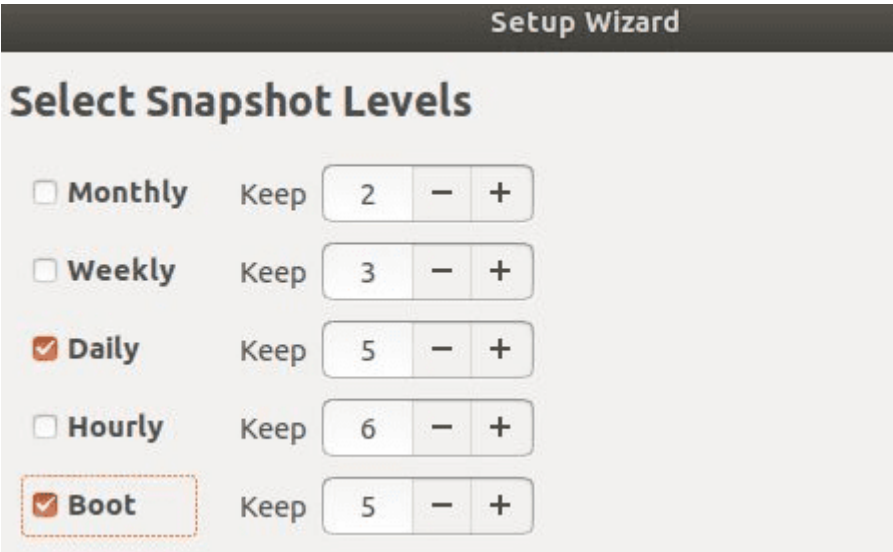 Setup Wizard
Select Snapshot Levels
Monthly Keep 2 − +
Weekly Keep 3 − +
Daily Keep 5 − +
Hourly Keep 6 − +
Boot Keep 5 − +